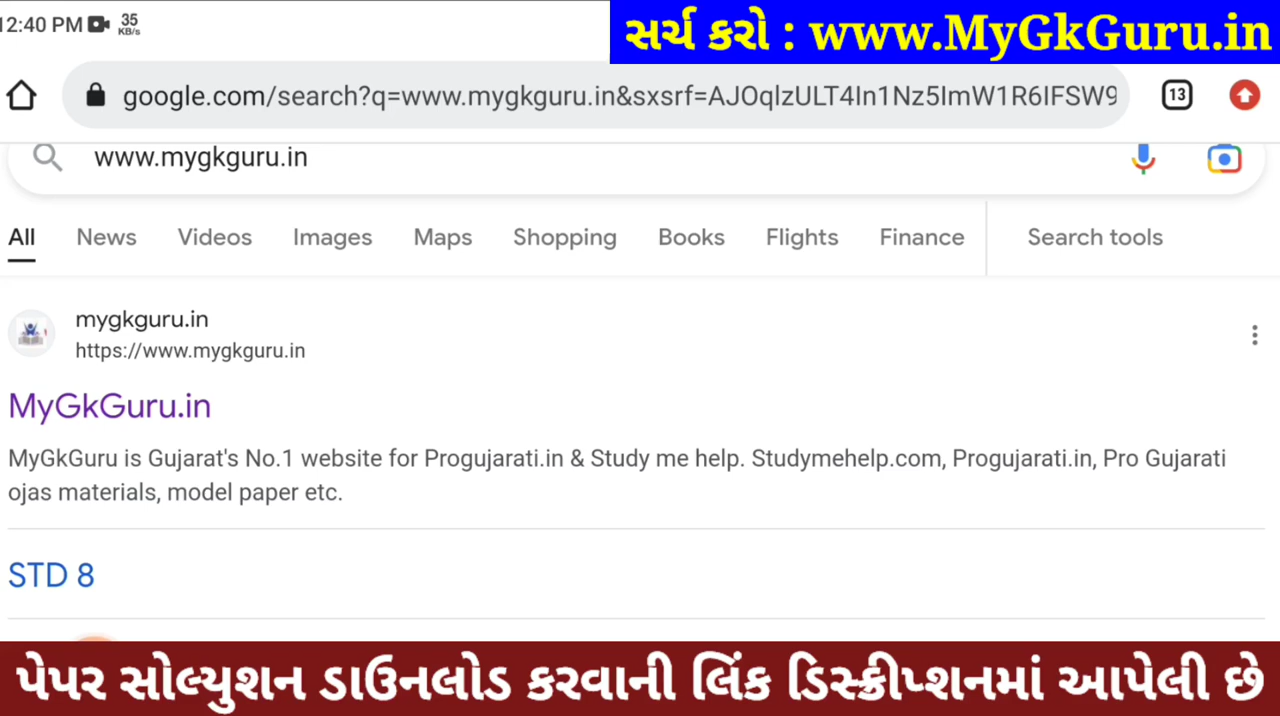 12:40 PM 35 KB/s
સર્ચ કરો : www.MyGkGuru.in
google.com/search?q=www.mygkguru.in&sxsrf=AJOqlzULT4In1Nz5ImW1R6IFSW9
13
www.mygkguru.in
All News Videos Images Maps Shopping Books Flights Finance Search tools
mygkguru.in
https://www.mygkguru.in
MyGkGuru.in
MyGkGuru is Gujarat's No.1 website for Progujarati.in & Study me help. Studymehelp.com, Progujarati.in, Pro Gujarati
ojas materials, model paper etc.
STD 8
પેપર સોલ્યુશન ડાઉનલોડ કરવાની લિંક ડિસ્ક્રીપ્શનમાં આપેલી છે